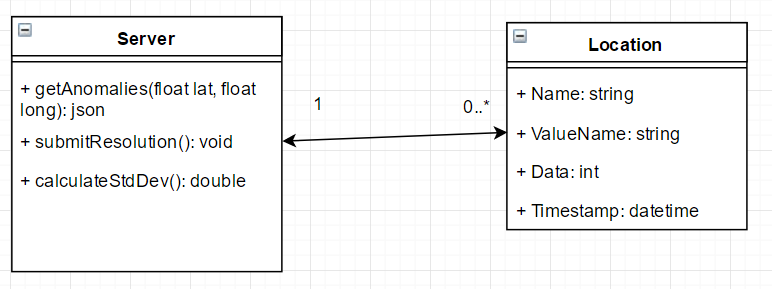 Server
+ getAnomalies(float lat, float
long): json
+ submitResolution(): void
+ calculateStdDev(): double
1
0..*
Location
+ Name: string
+ ValueName: string
+ Data: int
+ Timestamp: datetime